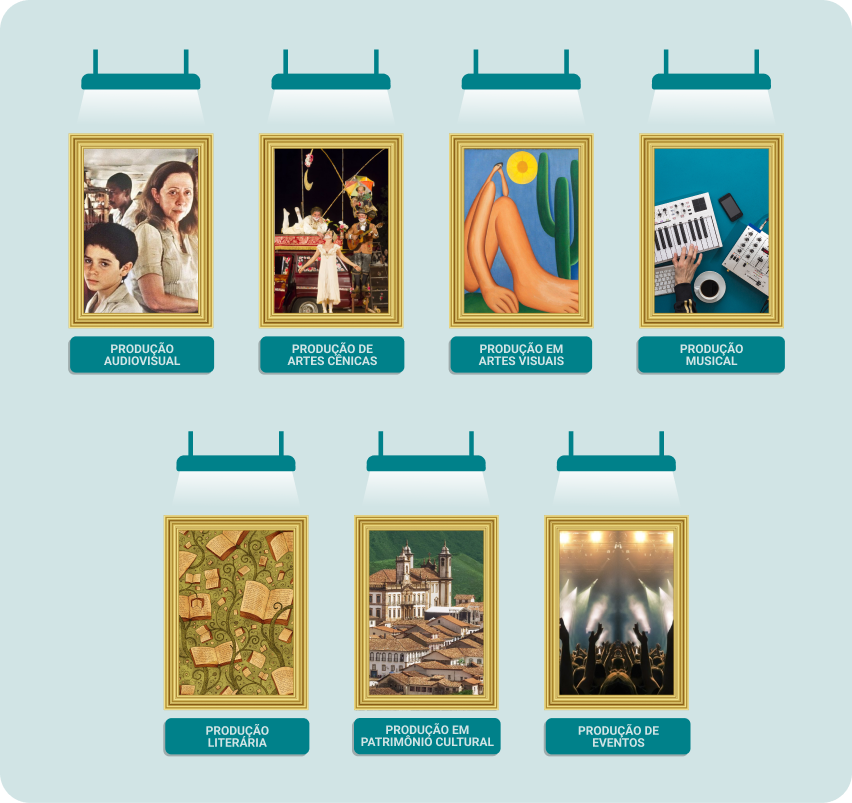 PRODUÇÃO
AUDIOVISUAL
PRODUÇÃO DE
ARTES CÊNICAS
PRODUÇÃO EM
ARTES VISUAIS
PRODUÇÃO
MUSICAL
PRODUÇÃO
LITERÁRIA
PRODUÇÃO EM
PATRIMÔNIO CULTURAL
PRODUÇÃO DE
EVENTOS